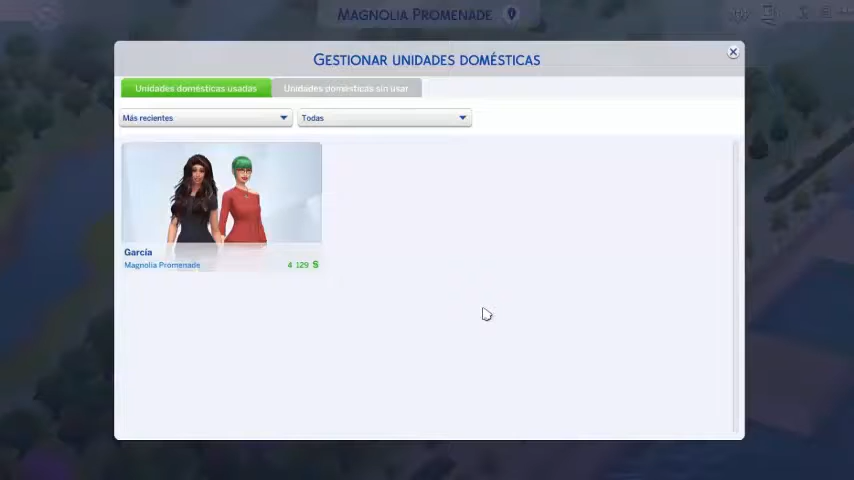 MAGNOLIA PROMENADE
GESTIONAR UNIDADES DOMÉSTICAS
Unidades domésticas usadas
Unidades domésticas sin usar
Más recientes
Todas
García
Magnolia Promenade
4 129 $